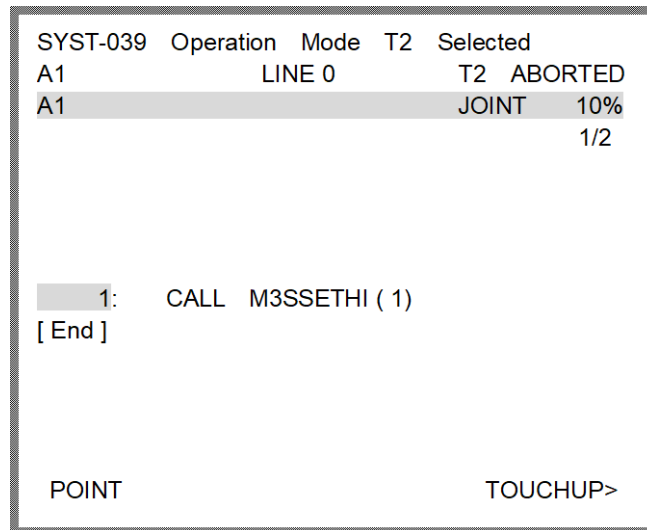 SYST-039 Operation Mode T2 Selected
A1 LINE 0 T2 ABORTED
A1 JOINT 10%
1/2
1: CALL M3SSETHI ( 1)
[ End ]
POINT TOUCHUP>